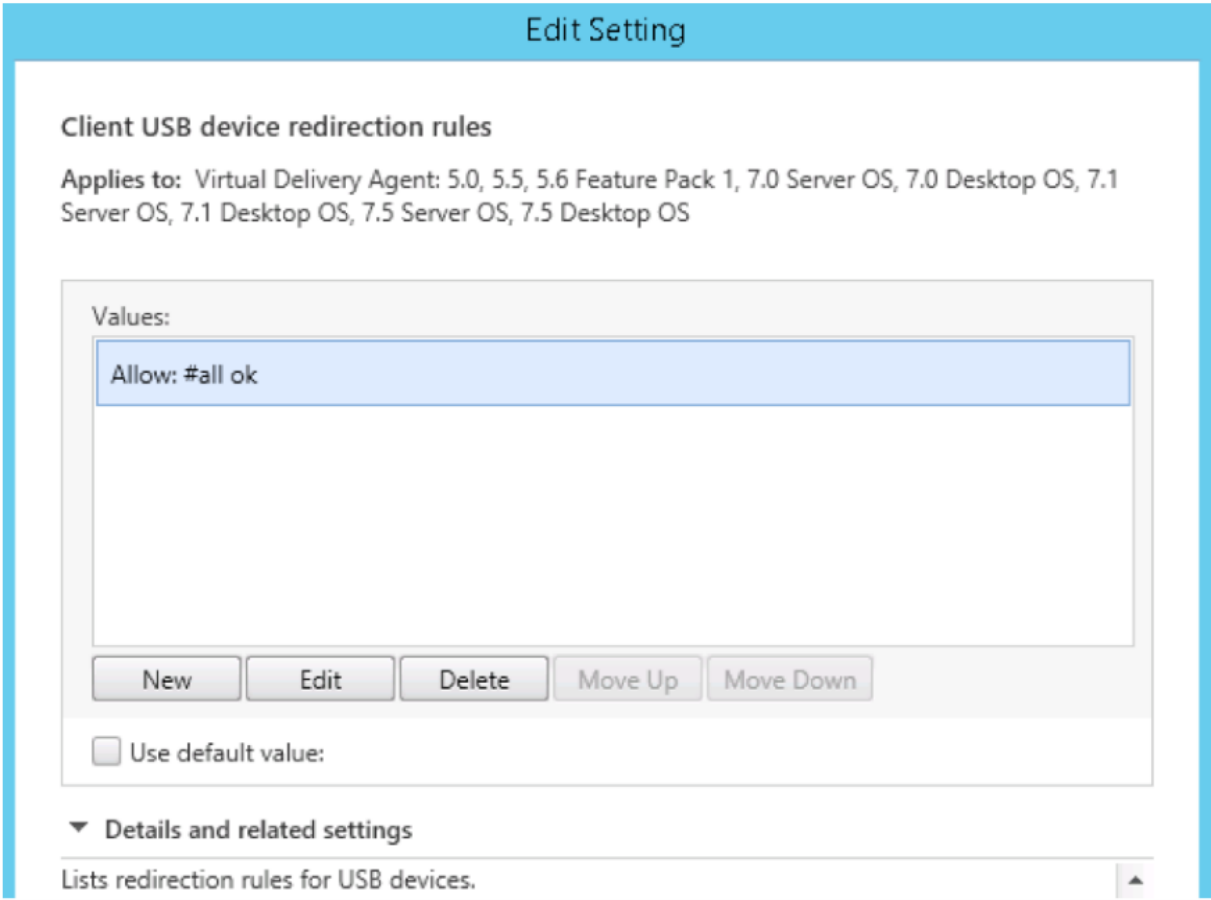 Edit Setting
Client USB device redirection rules
Applies to: Virtual Delivery Agent: 5.0, 5.5, 5.6 Feature Pack 1, 7.0 Server OS, 7.0 Desktop OS, 7.1
Server OS, 7.1 Desktop OS, 7.5 Server OS, 7.5 Desktop OS
Values:
Allow: #all ok
New Edit Delete Move Up Move Down
Use default value:
Details and related settings
Lists redirection rules for USB devices.